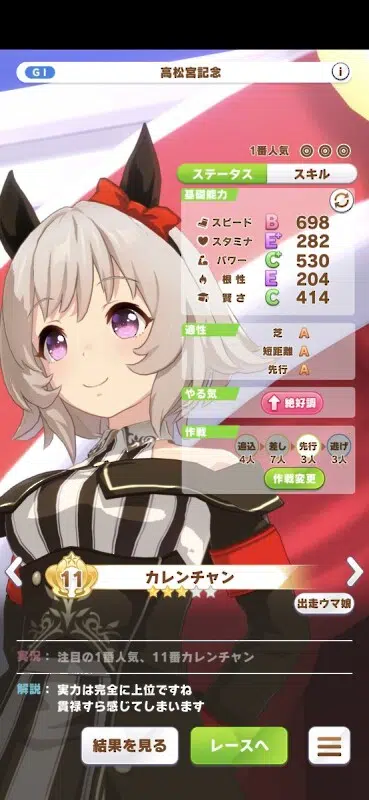 GI
高松宮記念
i
1番人気 ◎ ◎ ◎
ステータス スキル
基礎能力
スピード B 698
スタミナ E+ 282
パワー C+ 530
根性 E 204
賢さ C 414
適性
芝 A
短距離 A
先行 A
やる気
絶好調
作戦
追込 差し 先行 逃げ
4人 7人 3人 3人
作戦変更
11 カレンチャン
出走ウマ娘
実況： 注目の1番人気、11番カレンチャン
解説： 実力は完全に上位ですね
貫禄すら感じてしまいます
結果を見る レースへ